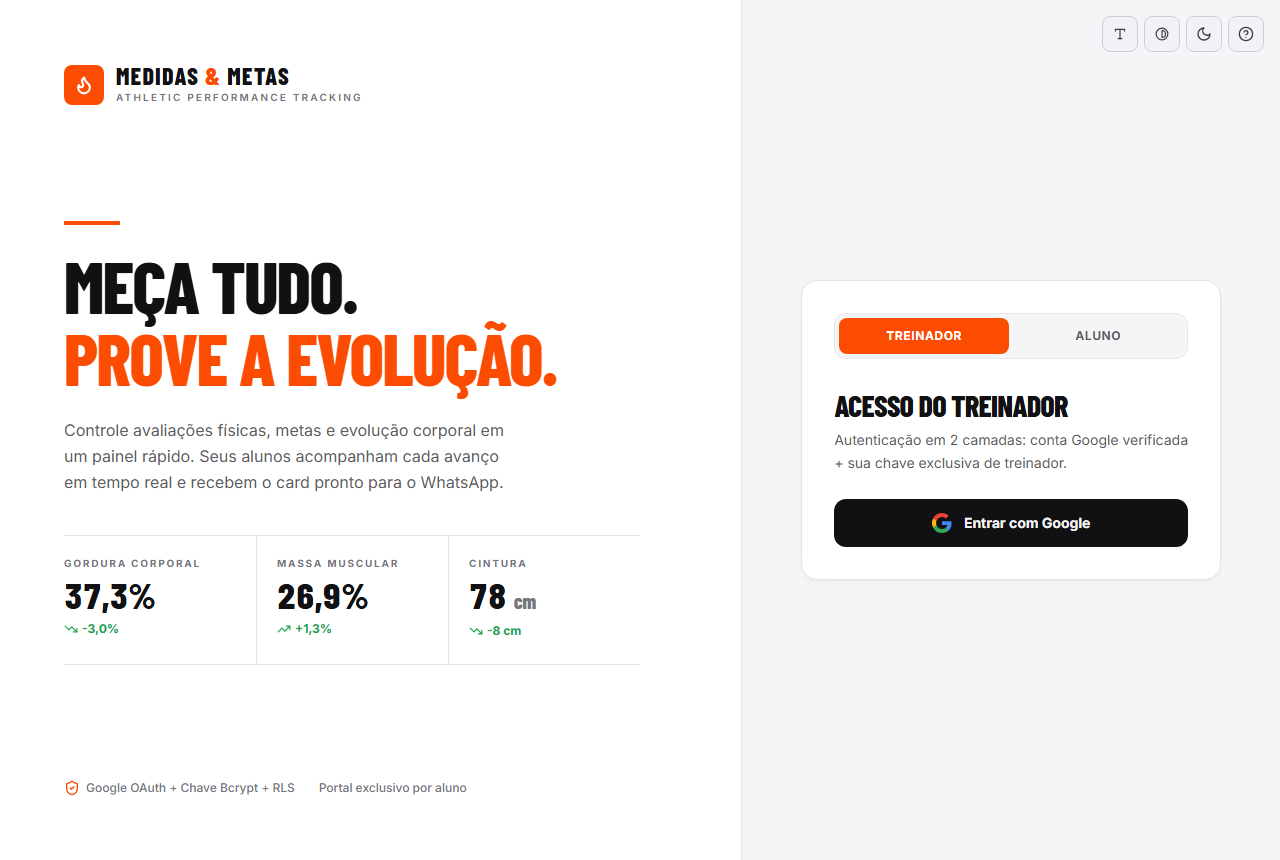 MEDIDAS & METAS
ATHLETIC PERFORMANCE TRACKING
MEÇA TUDO.
PROVE A EVOLUÇÃO.
Controle avaliações físicas, metas e evolução corporal em
um painel rápido. Seus alunos acompanham cada avanço
em tempo real e recebem o card pronto para o WhatsApp.
GORDURA CORPORAL
37,3%
-3,0%
MASSA MUSCULAR
26,9%
+1,3%
CINTURA
78 cm
-8 cm
Google OAuth + Chave Bcrypt + RLS
Portal exclusivo por aluno
TREINADOR
ALUNO
ACESSO DO TREINADOR
Autenticação em 2 camadas: conta Google verificada
+ sua chave exclusiva de treinador.
Entrar com Google